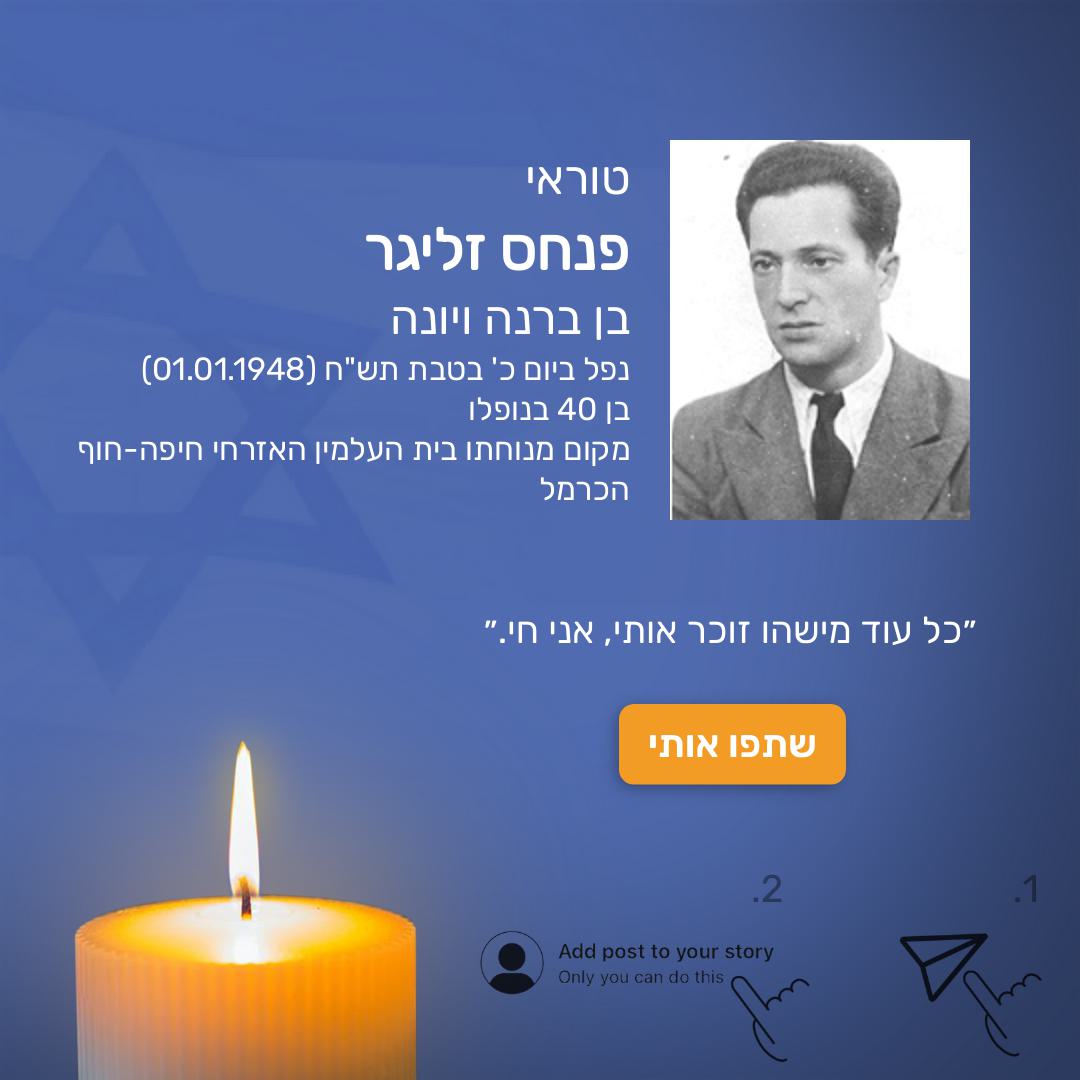 טוראי
פנחס זליגר
בן ברנה ויונה
נפל ביום כ' בטבת תש"ח (01.01.1948)
בן 40 בנופלו
מקום מנוחתו בית העלמין האזרחי חיפה-חוף
הכרמל
״כל עוד מישהו זוכר אותי, אני חי.״
שתפו אותי
1.
2.
Add post to your story
Only you can do this